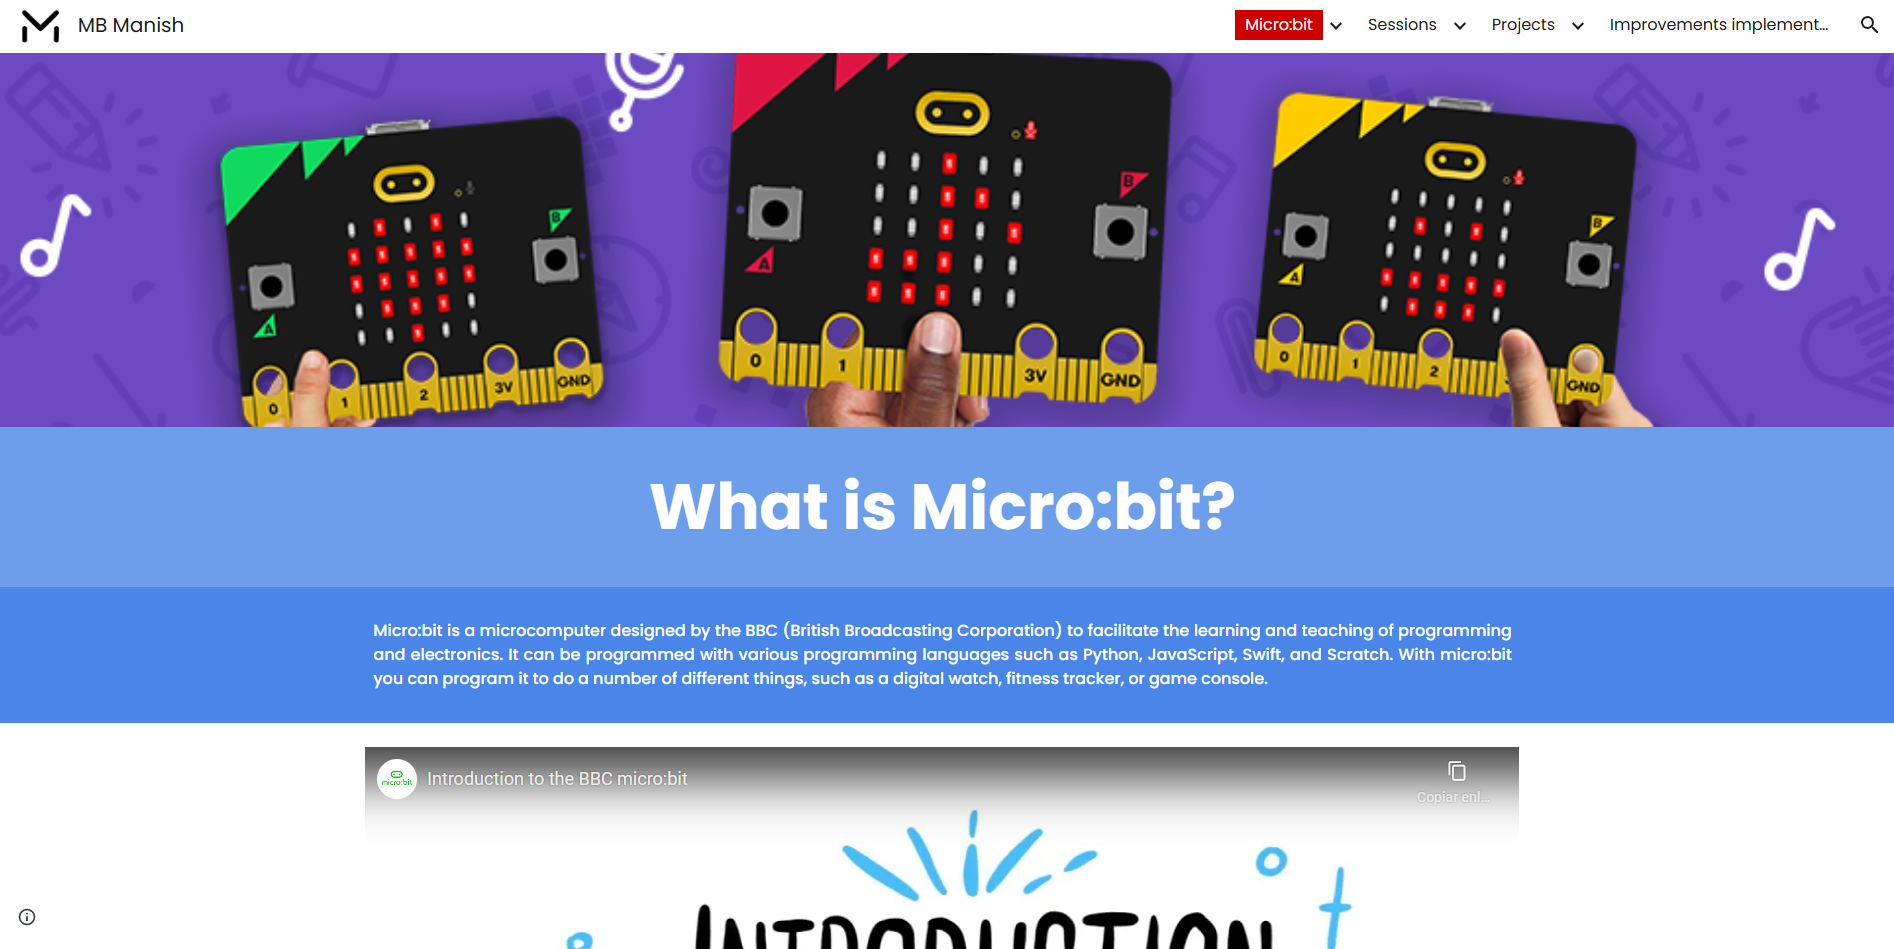 MB Manish
Micro:bit
Sessions
Projects
Improvements implement...
B
A
0
1
2
3V
GND
B
A
0
1
3V
GND
B
A
0
1
2
GND
What is Micro:bit?
Micro:bit is a microcomputer designed by the BBC (British Broadcasting Corporation) to facilitate the learning and teaching of programming
and electronics. It can be programmed with various programming languages such as Python, JavaScript, Swift, and Scratch. With micro:bit
you can program it to do a number of different things, such as a digital watch, fitness tracker, or game console.
micro:bit
Introduction to the BBC micro:bit
Copiar enl...
INTRODUCTION